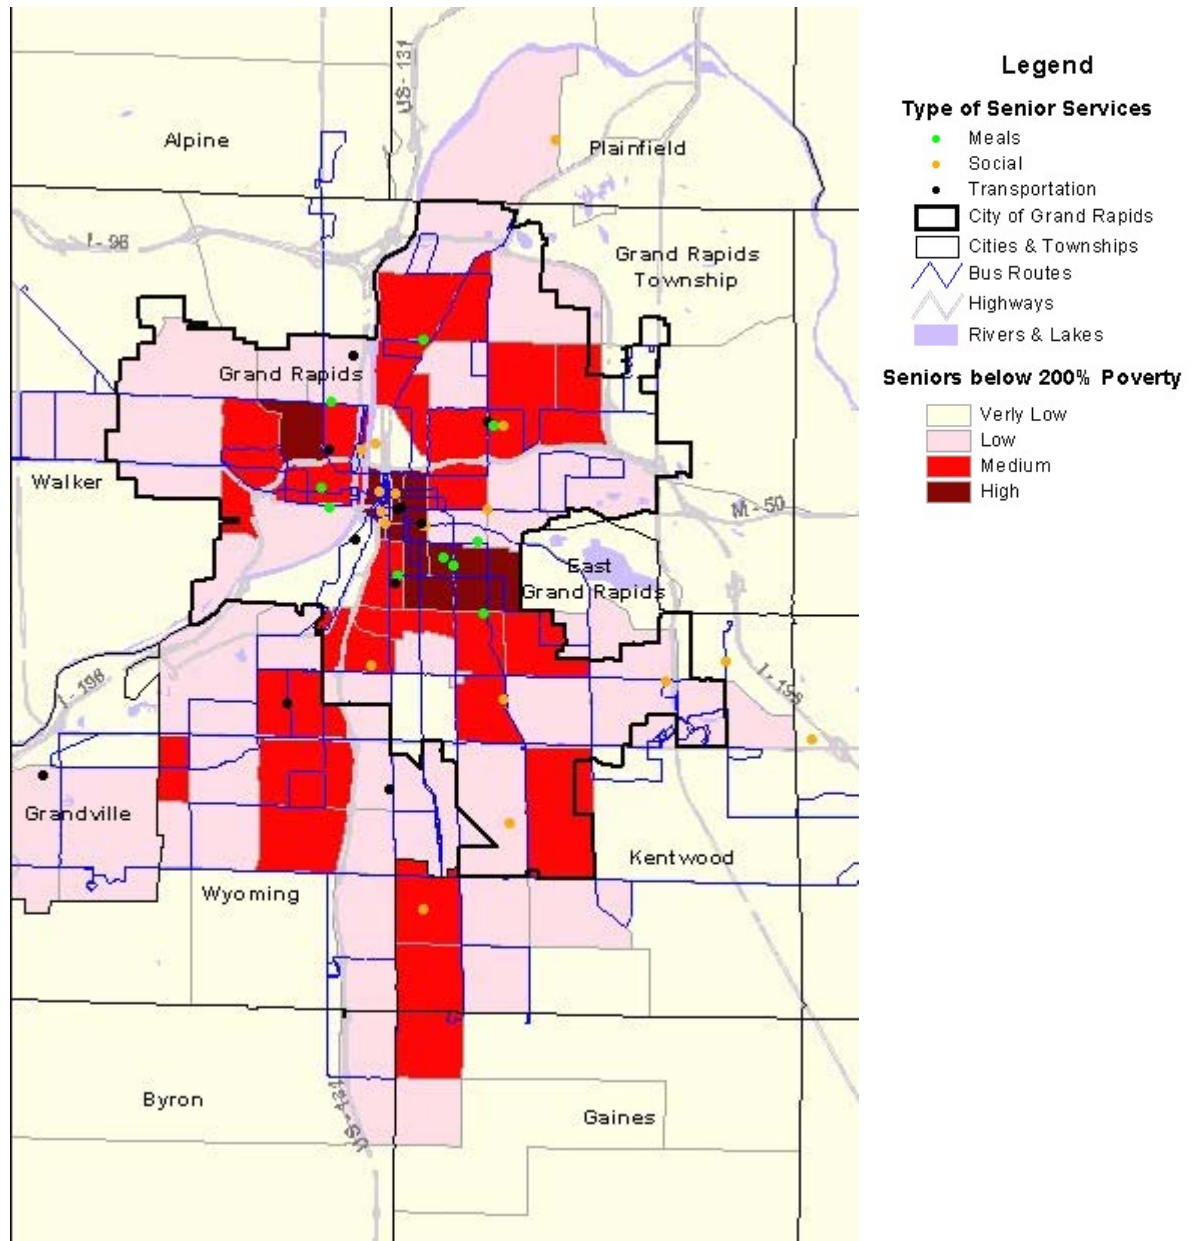 US - 131
Alpine
Plainfield
I - 96
Grand Rapids
Township
Grand Rapids
Walker
M - 50
East
Grand Rapids
I - 196
I - 196
Grandville
Kentwood
Wyoming
Byron
US - 131
Gaines
Legend
Type of Senior Services
Meals
Social
Transportation
City of Grand Rapids
Cities & Townships
Bus Routes
Highways
Rivers & Lakes
Seniors below 200% Poverty
Verly Low
Low
Medium
High